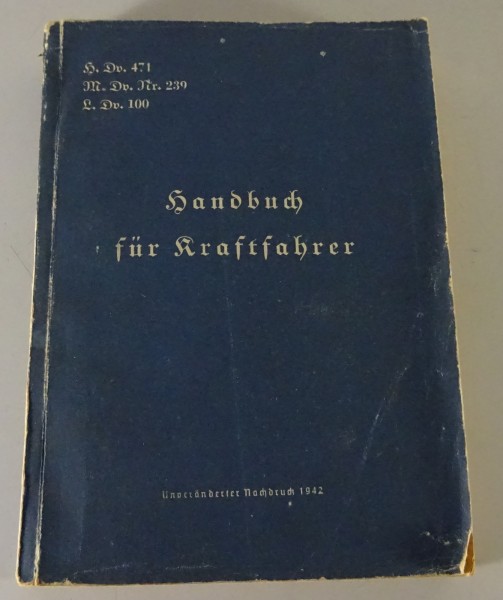 H. Dv. 471
M. Dv. Nr. 239
L. Dv. 100
Handbuch
für Kraftfahrer
Unveränderter Nachdruck 1942